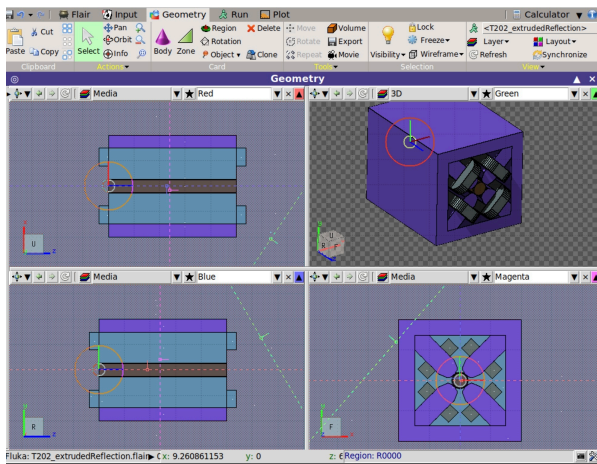 Flair Input Geometry Run Plot Calculator
Cut Pan Region Delete Move Volume Lock <T202_extrudedReflection>
Orbit Rotation Rotate Export Freeze Layer Layout
Paste Copy Select Info Body Zone Object Clone Repeat Movie Visibility Wireframe Refresh Synchronize
Clipboard Actions Card Tools Selection View
Geometry
Media Red 3D Green
U z U R F
Media Blue Media Magenta
R z F
Fluka: T202_extrudedReflection.flair x: 9.260861153 y: 0 z: Region: R0000